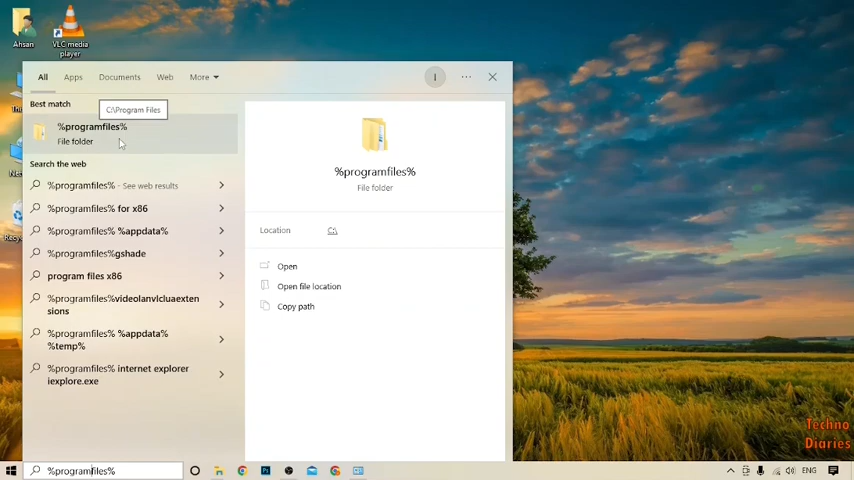 Ahsan
VLC media
player
All
Apps
Documents
Web
More
I
Best match
C:\Program Files
%programfiles%
File folder
Search the web
%programfiles% - See web results
%programfiles% for x86
%programfiles% %appdata%
%programfiles%gshade
program files x86
%programfiles%videolanvlcluaexten
sions
%programfiles% %appdata%
%temp%
%programfiles% internet explorer
iexplore.exe
%programfiles%
File folder
Location
C:\
Open
Open file location
Copy path
Techno
Diaries
%programfiles%
ENG